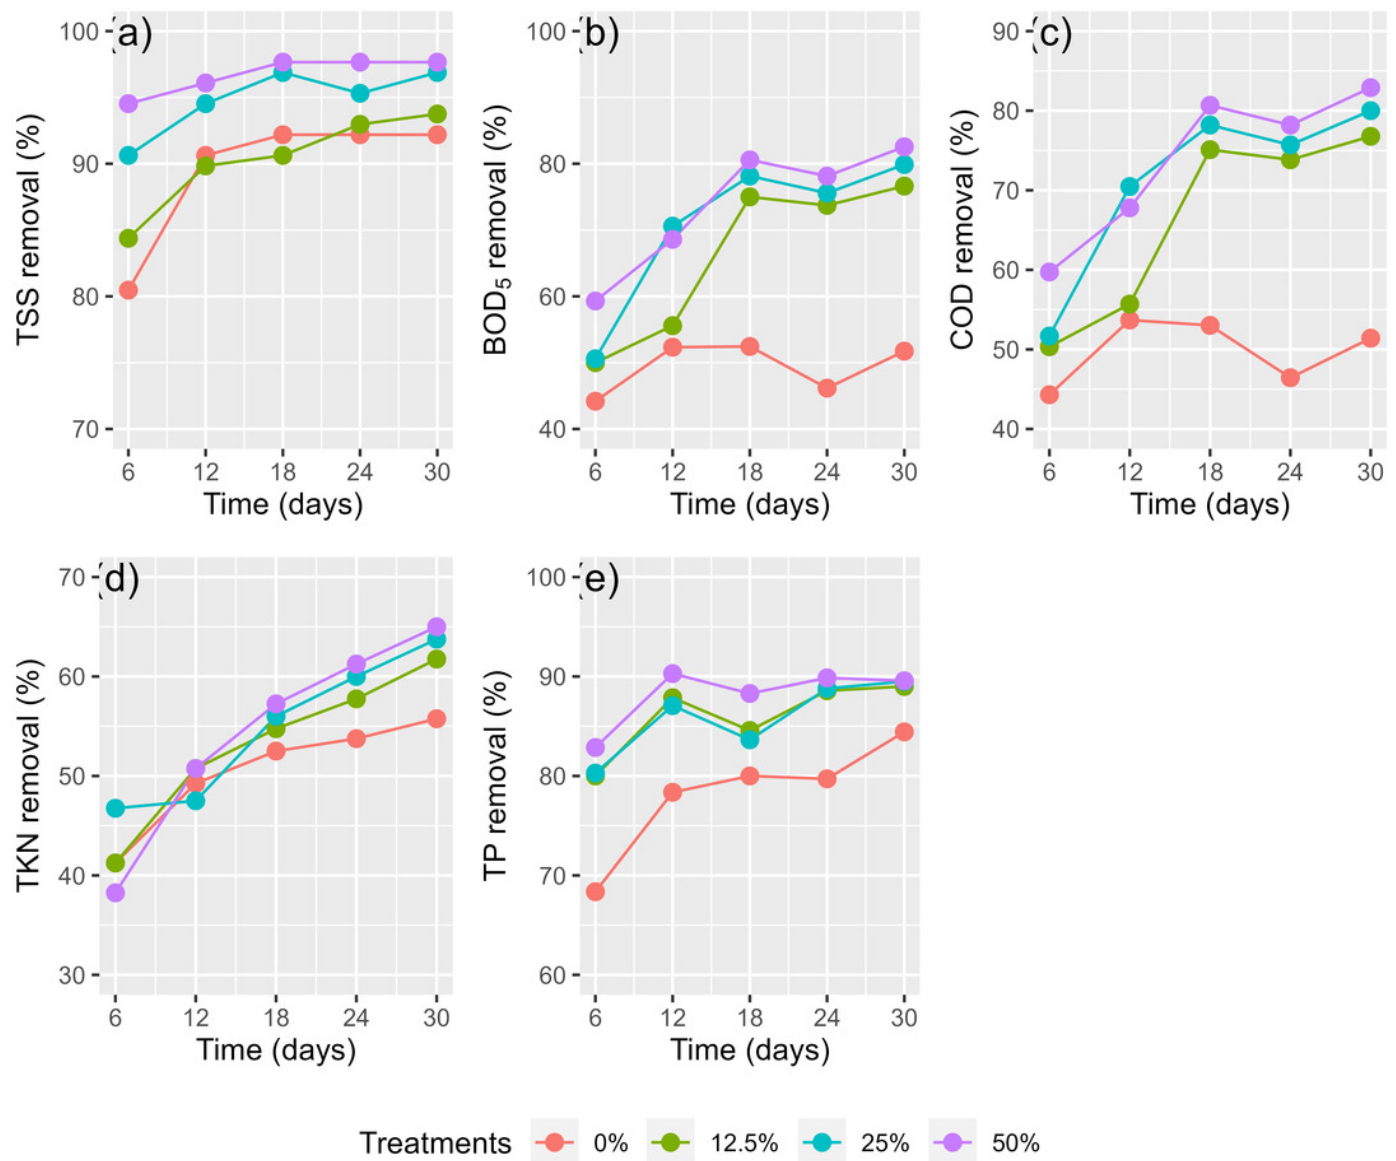 (a)
TSS removal (%)
100
90
80
70
6 12 18 24 30
Time (days)
(b)
BOD₅ removal (%)
100
80
60
40
6 12 18 24 30
Time (days)
(c)
COD removal (%)
90
80
70
60
50
40
6 12 18 24 30
Time (days)
(d)
TKN removal (%)
70
60
50
40
30
6 12 18 24 30
Time (days)
(e)
TP removal (%)
100
90
80
70
60
6 12 18 24 30
Time (days)
Treatments 0% 12.5% 25% 50%